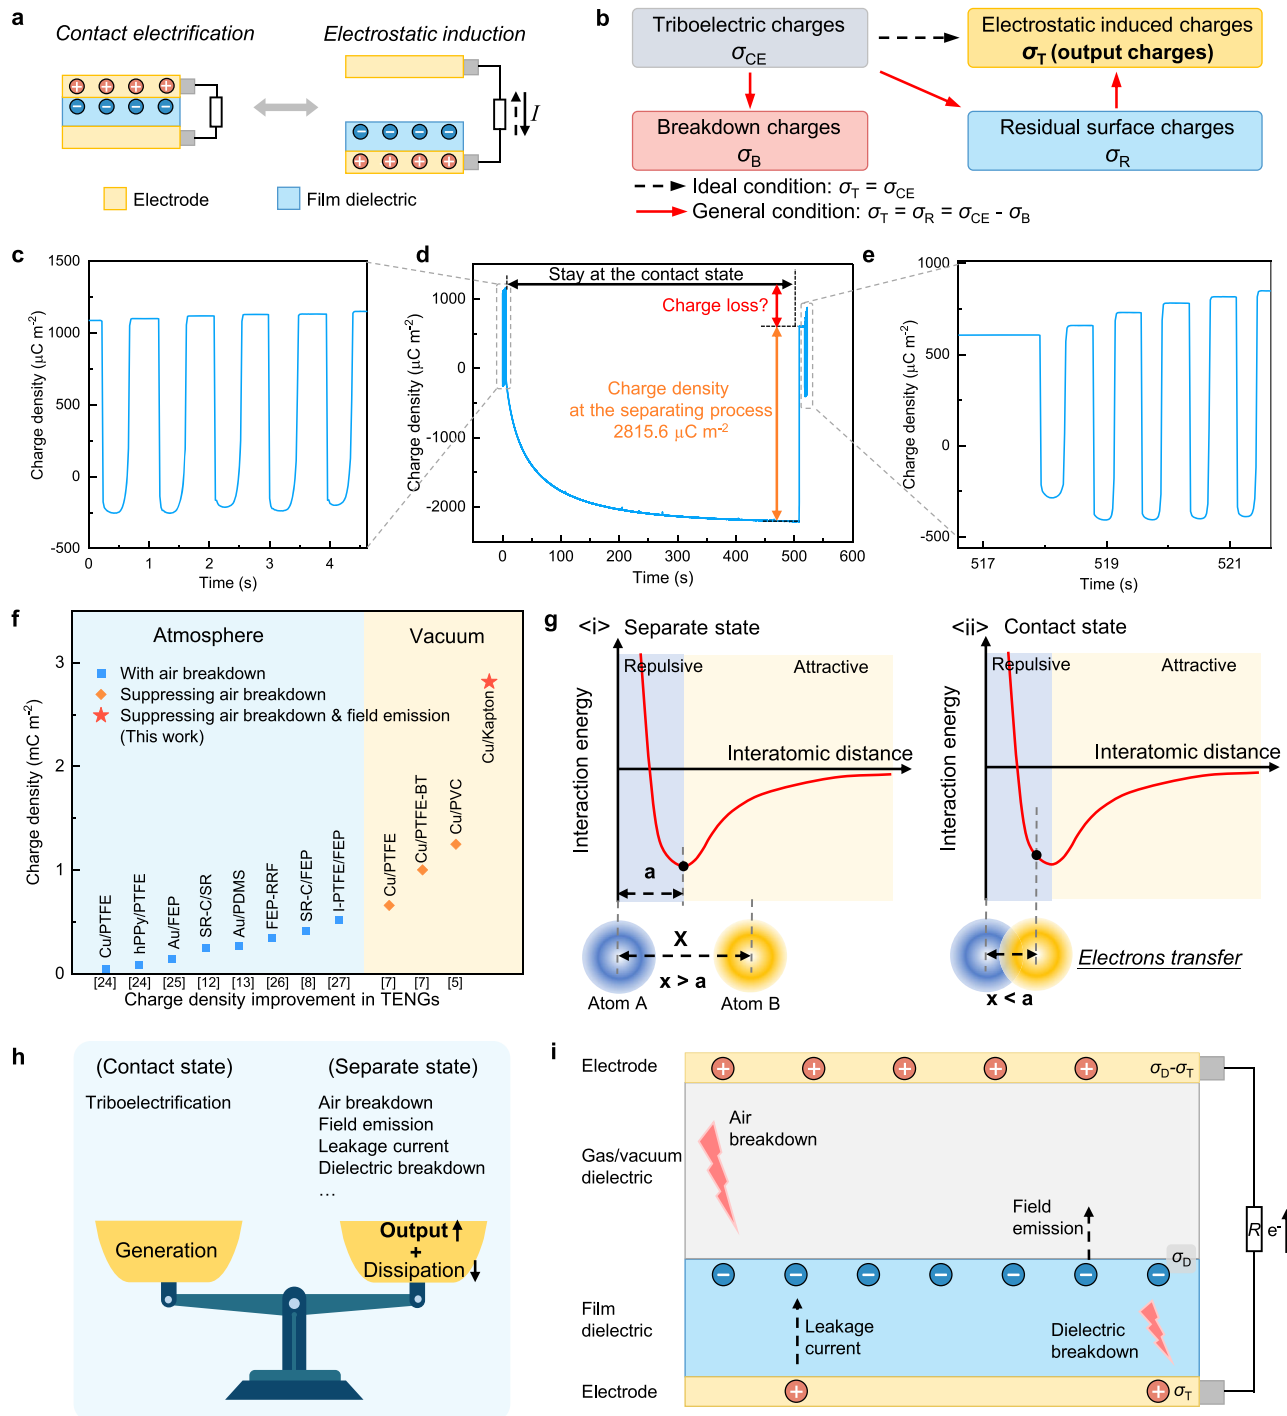 a
Contact electrification
Electrostatic induction
I
Electrode
Film dielectric
b
Triboelectric charges
σCE
Electrostatic induced charges
σT (output charges)
Breakdown charges
σB
Residual surface charges
σR
Ideal condition: σT = σCE
General condition: σT = σR = σCE - σB
c
Charge density (μC m-2)
1500
1000
500
0
-500
0 1 2 3 4
Time (s)
d
Charge density (μC m-2)
1000
0
-1000
-2000
Stay at the contact state
Charge loss?
Charge density
at the separating process
2815.6 μC m-2
0 100 200 300 400 500 600
Time (s)
e
Charge density (μC m-2)
1000
500
0
-500
517 519 521
Time (s)
f
Charge density (mC m-2)
3
2
1
0
Atmosphere
Vacuum
With air breakdown
Suppressing air breakdown
Suppressing air breakdown & field emission
(This work)
Cu/PTFE
hPPy/PTFE
Au/FEP
SR-C/SR
Au/PDMS
FEP-RRF
SR-C/FEP
I-PTFE/FEP
Cu/PTFE
Cu/PTFE-BT
Cu/PVC
Cu/Kapton
[24] [24] [25] [12] [13] [26] [8] [27] [7] [7] [5]
Charge density improvement in TENGs
g
<i> Separate state
Repulsive
Attractive
Interaction energy
Interatomic distance
a
X
x > a
Atom A
Atom B
<ii> Contact state
Repulsive
Attractive
Interaction energy
Interatomic distance
x < a
Electrons transfer
h
(Contact state)
Triboelectrification
(Separate state)
Air breakdown
Field emission
Leakage current
Dielectric breakdown
…
Generation
Output
+
Dissipation
i
Electrode
σD-σT
Gas/vacuum
dielectric
Air
breakdown
Field
emission
σD
R e-
Film
dielectric
Leakage
current
Dielectric
breakdown
Electrode
σT